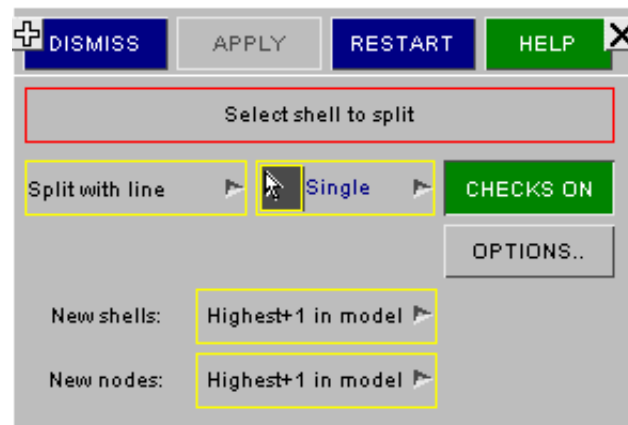 DISMISS APPLY RESTART HELP
Select shell to split
Split with line Single CHECKS ON
OPTIONS..
New shells: Highest+1 in model
New nodes: Highest+1 in model